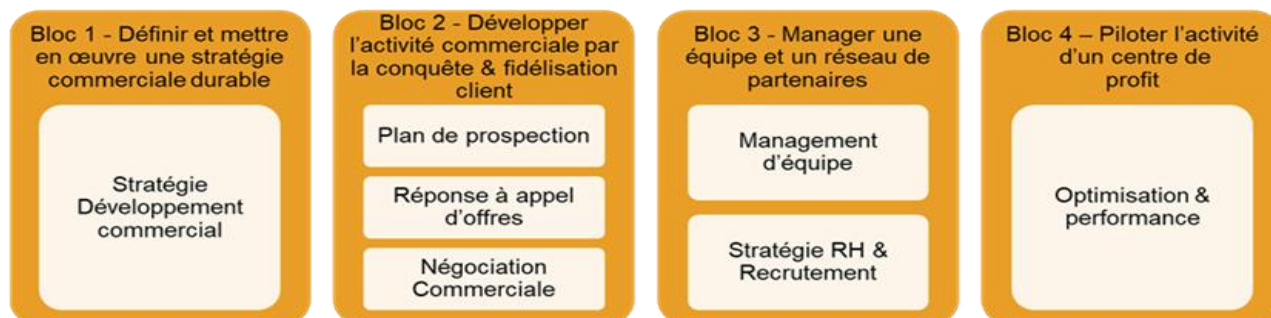 Bloc 1 - Définir et mettre
en œuvre une stratégie
commerciale durable
Stratégie
Développement
commercial
Bloc 2 - Développer
l’activité commerciale par
la conquête & fidélisation
client
Plan de prospection
Réponse à appel
d’offres
Négociation
Commerciale
Bloc 3 - Manager une
équipe et un réseau de
partenaires
Management
d’équipe
Stratégie RH &
Recrutement
Bloc 4 – Piloter l’activité
d’un centre de
profit
Optimisation &
performance